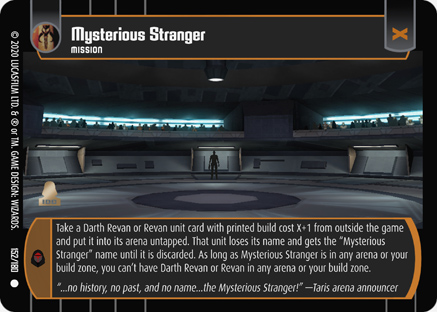 Mysterious Stranger
MISSION
X
© 2020 LUCASFILM LTD. & ® or TM. GAME DESIGN: WIZARDS.
152/180
Take a Darth Revan or Revan unit card with printed build cost X+1 from outside the game
and put it into its arena untapped. That unit loses its name and gets the “Mysterious
Stranger” name until it is discarded. As long as Mysterious Stranger is in any arena or your
build zone, you can’t have Darth Revan or Revan in any arena or your build zone.
“...no history, no past, and no name...the Mysterious Stranger!” —Taris arena announcer